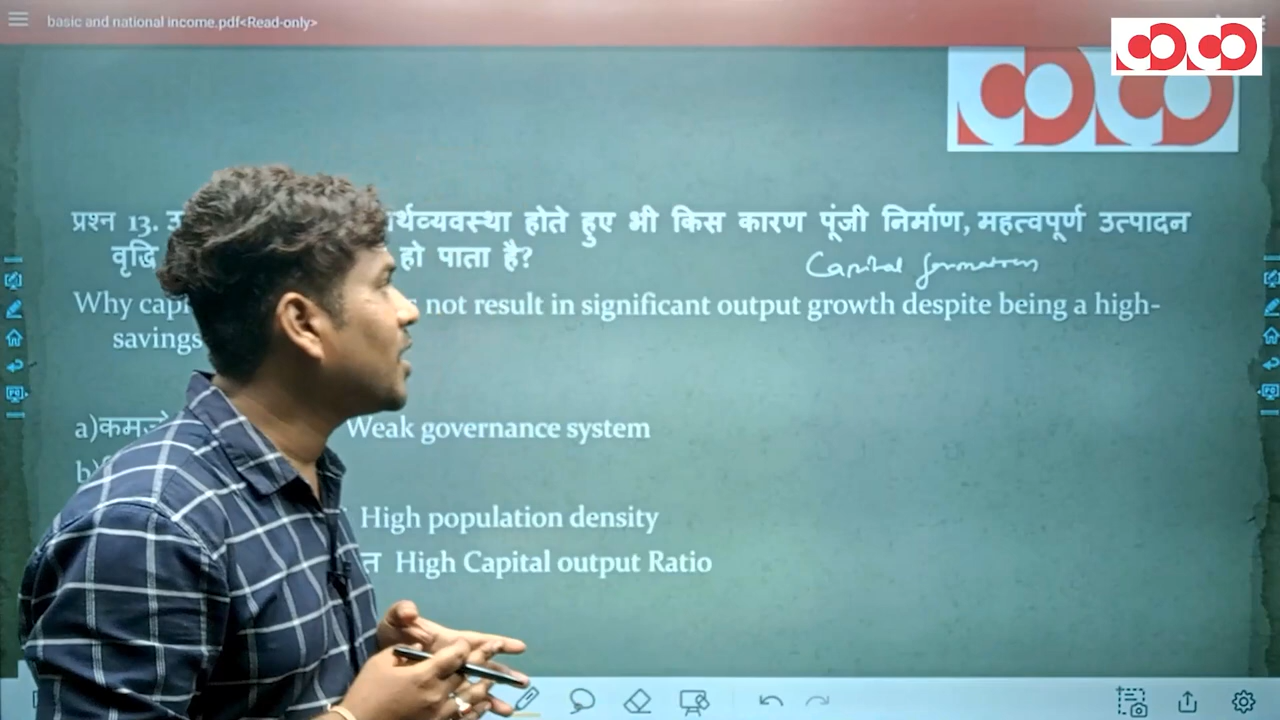 basic and national income.pdf<Read-only>
प्रश्न 13. र्थव्यवस्था होते हुए भी किस कारण पूंजी निर्माण, महत्वपूर्ण उत्पादन
वृद्धि हो पाता है?
Capital formation
Why not result in significant output growth despite being a high-
savings
a) Weak governance system
b)
High population density
त High Capital output Ratio